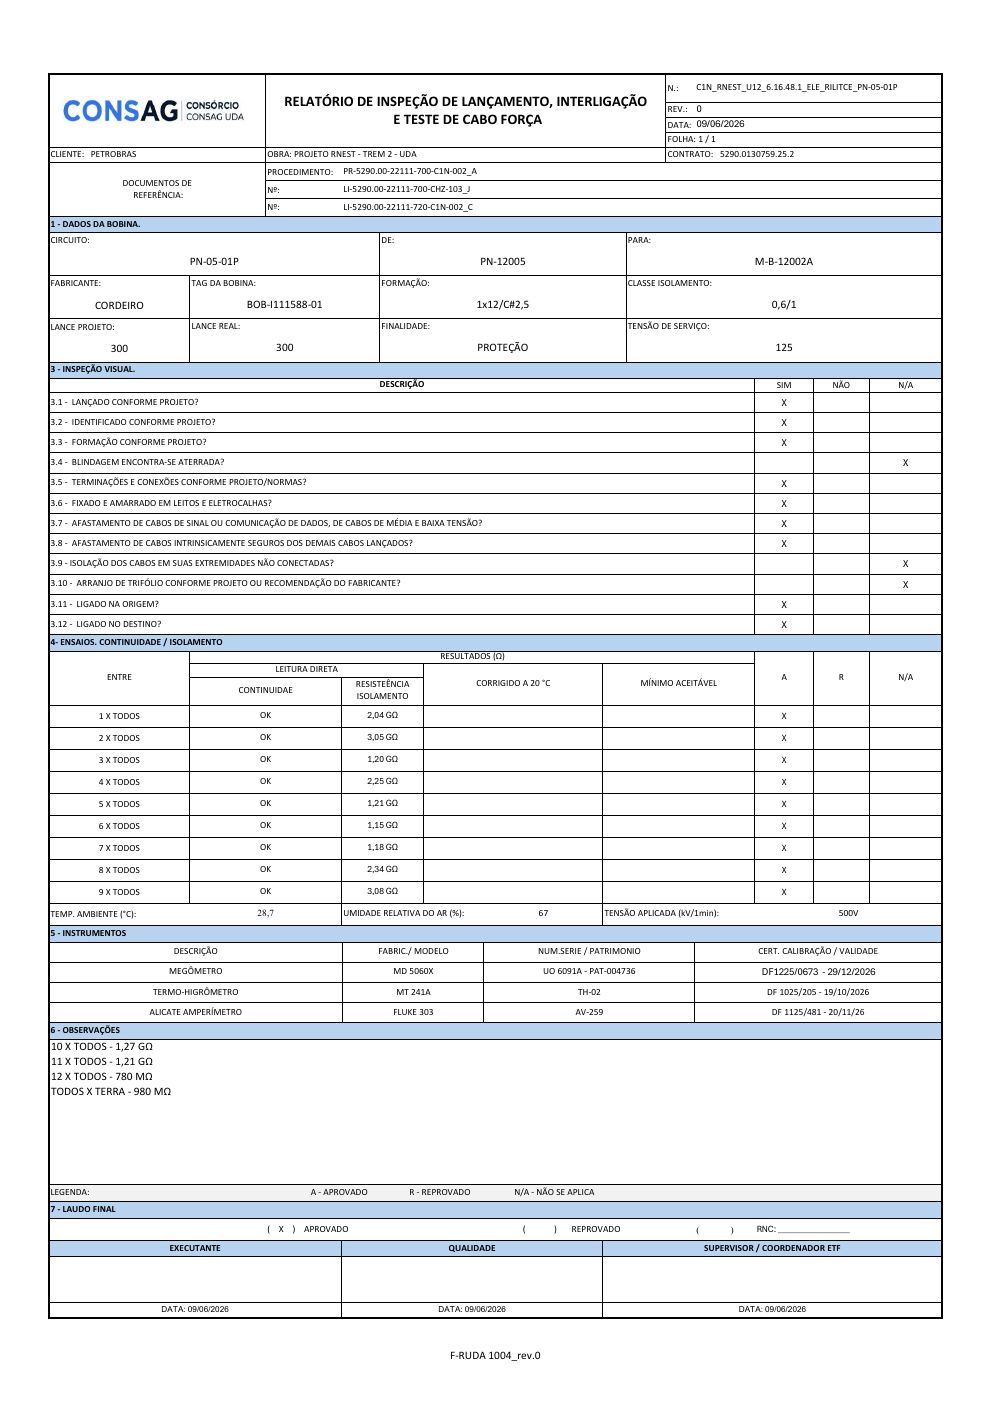 CONSAG CONSÓRCIO
CONSAG UDA
RELATÓRIO DE INSPEÇÃO DE LANÇAMENTO, INTERLIGAÇÃO
E TESTE DE CABO FORÇA
N.: C1N_RNEST_U12_6.16.48.1_ELE_RILITCE_PN-05-01P
REV.: 0
DATA: 09/06/2026
FOLHA: 1 / 1
CLIENTE: PETROBRAS OBRA: PROJETO RNEST - TREM 2 - UDA CONTRATO: 5290.0130759.25.2
DOCUMENTOS DE
REFERÊNCIA:
PROCEDIMENTO: PR-5290.00-22111-700-C1N-002_A
Nº: LI-5290.00-22111-700-CHZ-103_J
Nº: LI-5290.00-22111-720-C1N-002_C
1 - DADOS DA BOBINA.
CIRCUITO: DE: PARA:
PN-05-01P PN-12005 M-B-12002A
FABRICANTE: TAG DA BOBINA: FORMAÇÃO: CLASSE ISOLAMENTO:
CORDEIRO BOB-I111588-01 1x12/C#2,5 0,6/1
LANCE PROJETO: LANCE REAL: FINALIDADE: TENSÃO DE SERVIÇO:
300 300 PROTEÇÃO 125
3 - INSPEÇÃO VISUAL.
DESCRIÇÃO SIM NÃO N/A
3.1 - LANÇADO CONFORME PROJETO? X
3.2 - IDENTIFICADO CONFORME PROJETO? X
3.3 - FORMAÇÃO CONFORME PROJETO? X
3.4 - BLINDAGEM ENCONTRA-SE ATERRADA? X
3.5 - TERMINAÇÕES E CONEXÕES CONFORME PROJETO/NORMAS? X
3.6 - FIXADO E AMARRADO EM LEITOS E ELETROCALHAS? X
3.7 - AFASTAMENTO DE CABOS DE SINAL OU COMUNICAÇÃO DE DADOS, DE CABOS DE MÉDIA E BAIXA TENSÃO? X
3.8 - AFASTAMENTO DE CABOS INTRINSICAMENTE SEGUROS DOS DEMAIS CABOS LANÇADOS? X
3.9 - ISOLAÇÃO DOS CABOS EM SUAS EXTREMIDADES NÃO CONECTADAS? X
3.10 - ARRANJO DE TRIFÓLIO CONFORME PROJETO OU RECOMENDAÇÃO DO FABRICANTE? X
3.11 - LIGADO NA ORIGEM? X
3.12 - LIGADO NO DESTINO? X
4- ENSAIOS. CONTINUIDADE / ISOLAMENTO
RESULTADOS (Ω)
LEITURA DIRETA
ENTRE CONTINUIDAE RESISTEÊNCIA
ISOLAMENTO CORRIGIDO A 20 °C MÍNIMO ACEITÁVEL A R N/A
1 X TODOS OK 2,04 GΩ X
2 X TODOS OK 3,05 GΩ X
3 X TODOS OK 1,20 GΩ X
4 X TODOS OK 2,25 GΩ X
5 X TODOS OK 1,21 GΩ X
6 X TODOS OK 1,15 GΩ X
7 X TODOS OK 1,18 GΩ X
8 X TODOS OK 2,34 GΩ X
9 X TODOS OK 3,08 GΩ X
TEMP. AMBIENTE (°C): 28,7 UMIDADE RELATIVA DO AR (%): 67 TENSÃO APLICADA (kV/1min): 500V
5 - INSTRUMENTOS
DESCRIÇÃO FABRIC./ MODELO NUM.SERIE / PATRIMONIO CERT. CALIBRAÇÃO / VALIDADE
MEGÔMETRO MD 5060X UO 6091A - PAT-004736 DF1225/0673 - 29/12/2026
TERMO-HIGRÔMETRO MT 241A TH-02 DF 1025/205 - 19/10/2026
ALICATE AMPERÍMETRO FLUKE 303 AV-259 DF 1125/481 - 20/11/26
6 - OBSERVAÇÕES
10 X TODOS - 1,27 GΩ
11 X TODOS - 1,21 GΩ
12 X TODOS - 780 MΩ
TODOS X TERRA - 980 MΩ
LEGENDA: A - APROVADO R - REPROVADO N/A - NÃO SE APLICA
7 - LAUDO FINAL
( X ) APROVADO ( ) REPROVADO ( ) RNC: _______________
EXECUTANTE QUALIDADE SUPERVISOR / COORDENADOR ETF
DATA: 09/06/2026 DATA: 09/06/2026 DATA: 09/06/2026
F-RUDA 1004_rev.0